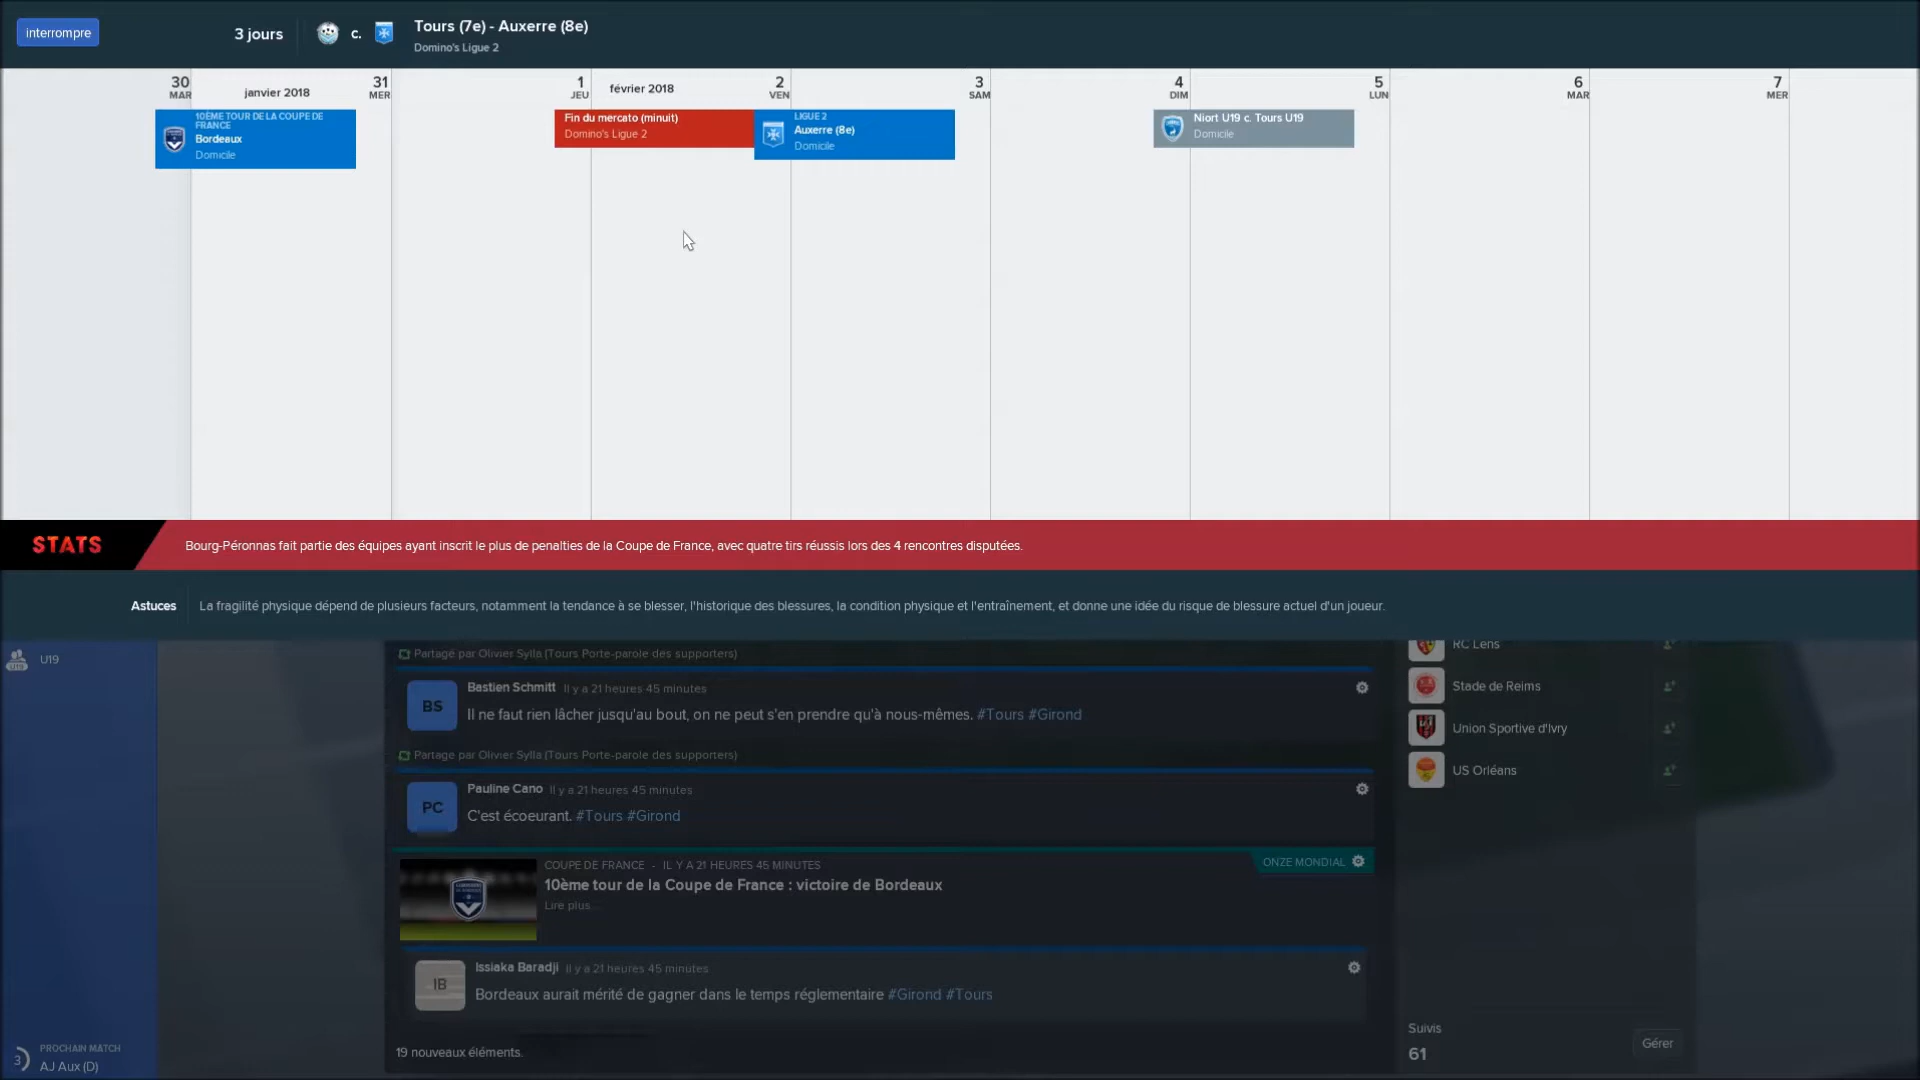 interrompre
3 jours
c.
Tours (7e) - Auxerre (8e)
Domino's Ligue 2
30
MAR
janvier 2018
31
MER
1
JEU
février 2018
2
VEN
3
SAM
4
DIM
5
LUN
6
MAR
7
MER
10ÈME TOUR DE LA COUPE DE
FRANCE
Bordeaux
Domicile
Fin du mercato (minuit)
Domino's Ligue 2
LIGUE 2
Auxerre (8e)
Domicile
Niort U19 c. Tours U19
Domicile
STATS
Bourg-Péronnas fait partie des équipes ayant inscrit le plus de penalties de la Coupe de France, avec quatre tirs réussis lors des 4 rencontres disputées.
Astuces
La fragilité physique dépend de plusieurs facteurs, notamment la tendance à se blesser, l'historique des blessures, la condition physique et l'entraînement, et donne une idée du risque de blessure actuel d'un joueur.
U19
Partagé par Olivier Sylla (Tours Porte-parole des supporters)
BS
Bastien Schmitt Il y a 21 heures 45 minutes
Il ne faut rien lâcher jusqu'au bout, on ne peut s'en prendre qu'à nous-mêmes. #Tours #Girond
Partagé par Olivier Sylla (Tours Porte-parole des supporters)
PC
Pauline Cano Il y a 21 heures 45 minutes
C'est écoeurant. #Tours #Girond
COUPE DE FRANCE - IL Y A 21 HEURES 45 MINUTES
ONZE MONDIAL
10ème tour de la Coupe de France : victoire de Bordeaux
Lire plus...
IB
Issiaka Baradji Il y a 21 heures 45 minutes
Bordeaux aurait mérité de gagner dans le temps réglementaire #Girond #Tours
19 nouveaux éléments.
RC Lens
Stade de Reims
Union Sportive d'Ivry
US Orléans
Suivis
61
Gérer
3
PROCHAIN MATCH
AJ Aux (D)